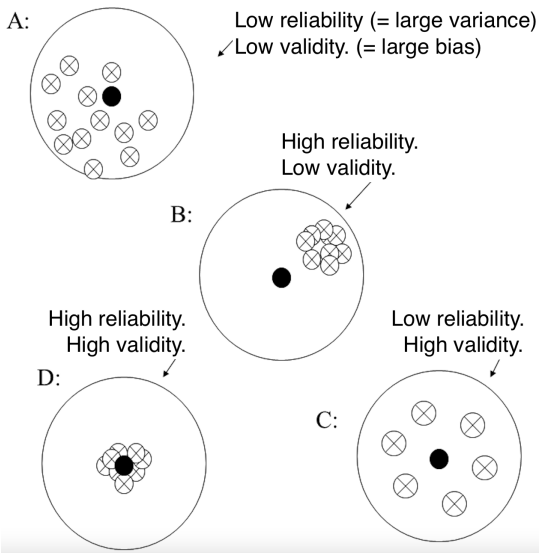 A:
Low reliability (= large variance)
Low validity. (= large bias)
High reliability.
Low validity.
B:
High reliability.
High validity.
D:
Low reliability.
High validity.
C: